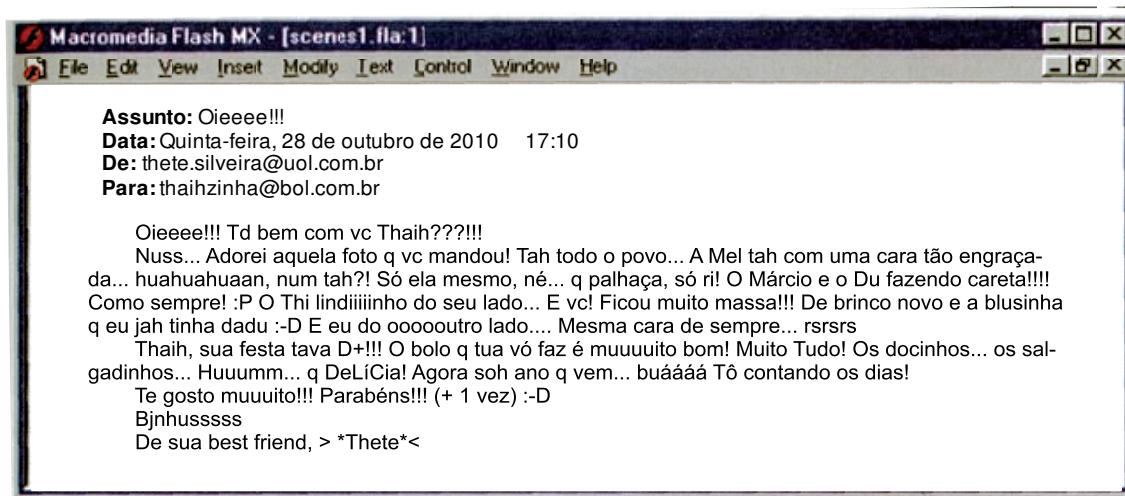 Macromedia Flash MX - [scenes1.fla:1]
File Edit View Insert Modify Text Control Window Help
Assunto: Oieeee!!!
Data: Quinta-feira, 28 de outubro de 2010 17:10
De: thete.silveira@uol.com.br
Para: thaihzinha@bol.com.br
Oieeee!!! Td bem com vc Thaih???!!!
Nuss... Adorei aquela foto q vc mandou! Tah todo o povo... A Mel tah com uma cara tão engraça-
da... huahuahuaan, num tah?! Só ela mesmo, né... q palhaça, só ri! O Márcio e o Du fazendo careta!!!!
Como sempre! :P O Thi lindiiiiinho do seu lado... E vc! Ficou muito massa!!! De brinco novo e a blusinha
q eu jah tinha dadu :-D E eu do oooooutro lado.... Mesma cara de sempre... rsrsrs
Thaih, sua festa tava D+!!! O bolo q tua vó faz é muuuuito bom! Muito Tudo! Os docinhos... os sal-
gadinhos... Huuumm... q DeLíCia! Agora soh ano q vem... buáááá Tô contando os dias!
Te gosto muuuito!!! Parabéns!!! (+ 1 vez) :-D
Bjnhusssss
De sua best friend, > *Thete*<